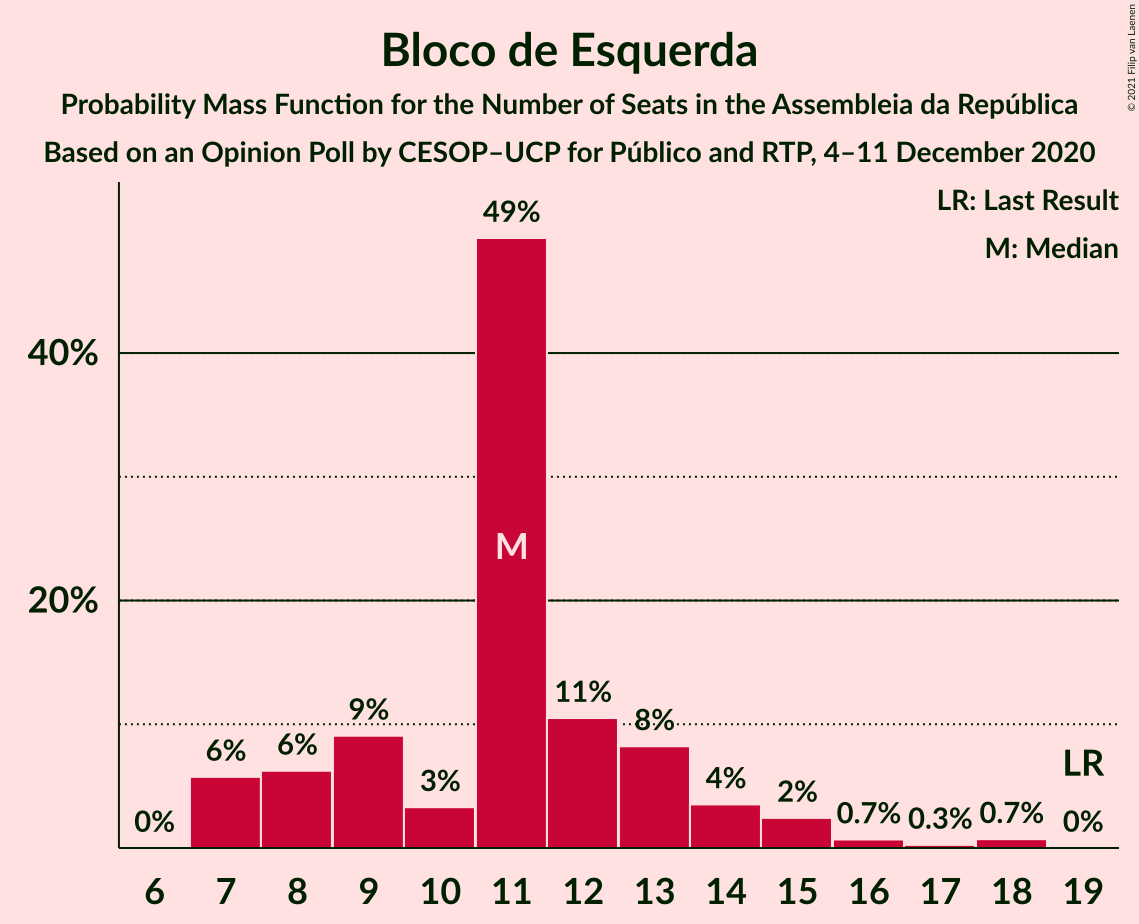 Bloco de Esquerda
Probability Mass Function for the Number of Seats in the Assembleia da República
Based on an Opinion Poll by CESOP–UCP for Público and RTP, 4–11 December 2020
© 2021 Filip van Laenen
LR: Last Result
M: Median
40%
20%
0%
6%
6%
9%
3%
49%
M
11%
8%
4%
2%
0.7%
0.3%
0.7%
LR
0%
6 7 8 9 10 11 12 13 14 15 16 17 18 19